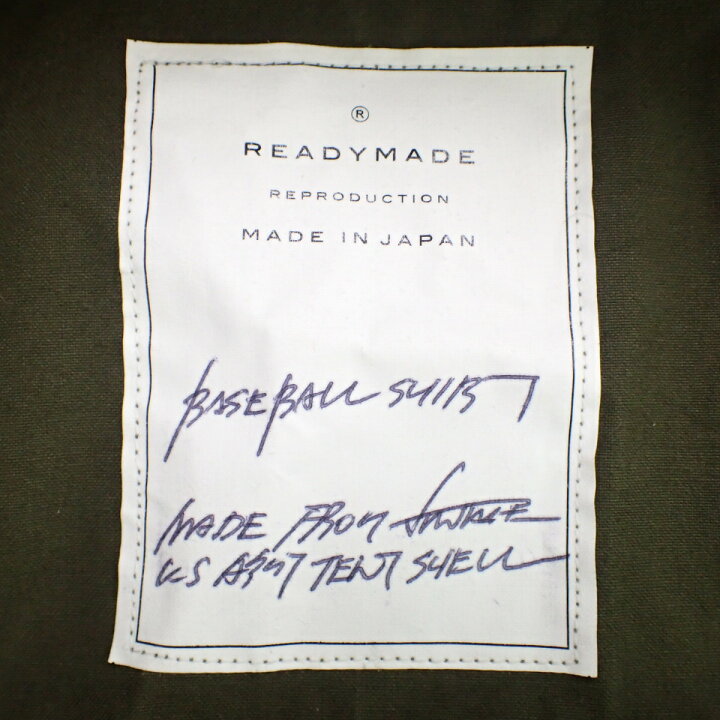 ®
READYMADE
REPRODUCTION
MADE IN JAPAN
BASEBALL SHIRT
MADE FROM VINTAGE
US ARMY TENT SHELL